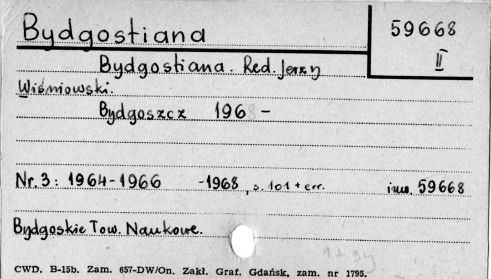 Bydgostiana
59668
II
Bydgostiana. Red. Jerzy
Wiśniowski.
Bydgoszcz 196 -
Nr. 3: 1964-1966 -1968, s. 101 + err. inw. 59668
Bydgoskie Tow. Naukowe.
CWD. B-15b. Zam. 657-DW/On. Zakł. Graf. Gdańsk, zam. nr 1795.